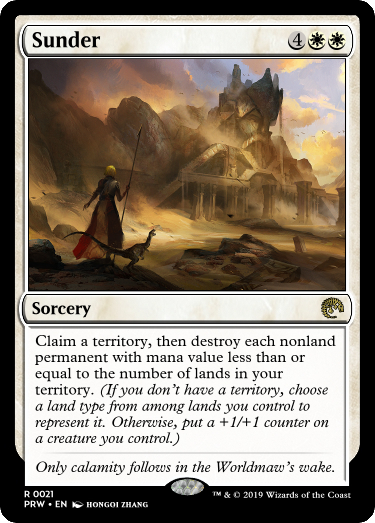 Sunder 4
Sorcery
Claim a territory, then destroy each nonland
permanent with mana value less than or
equal to the number of lands in your
territory. (If you don't have a territory, choose
a land type from among lands you control to
represent it. Otherwise, put a +1/+1 counter on
a creature you control.)
Only calamity follows in the Worldmaw's wake.
R 0021
PRW • EN HONGQI ZHANG ™ & © 2019 Wizards of the Coast